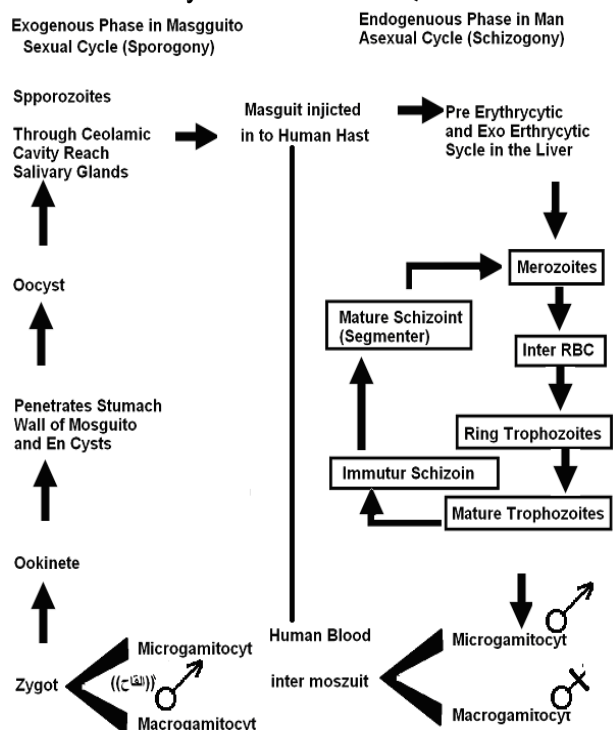 Exogenous Phase in Masgguito
Sexual Cycle (Sporogony)
Endogenuous Phase in Man
Asexual Cycle (Schizogony)
Spporozoites
Through Ceolamic
Cavity Reach
Salivary Glands
Masguit injicted
in to Human Hast
Pre Erythrycytic
and Exo Erthrycytic
Sycle in the Liver
Oocyst
Merozoites
Mature Schizoint
(Segmenter)
Inter RBC
Penetrates Stumach
Wall of Mosguito
and En Cysts
Ring Trophozoites
Immutur Schizoin
Mature Trophozoites
Ookinete
Human Blood
inter moszuit
Microgamitocyt
Macrogamitocyt
Microgamitocyt
Macrogamitocyt
Zygot